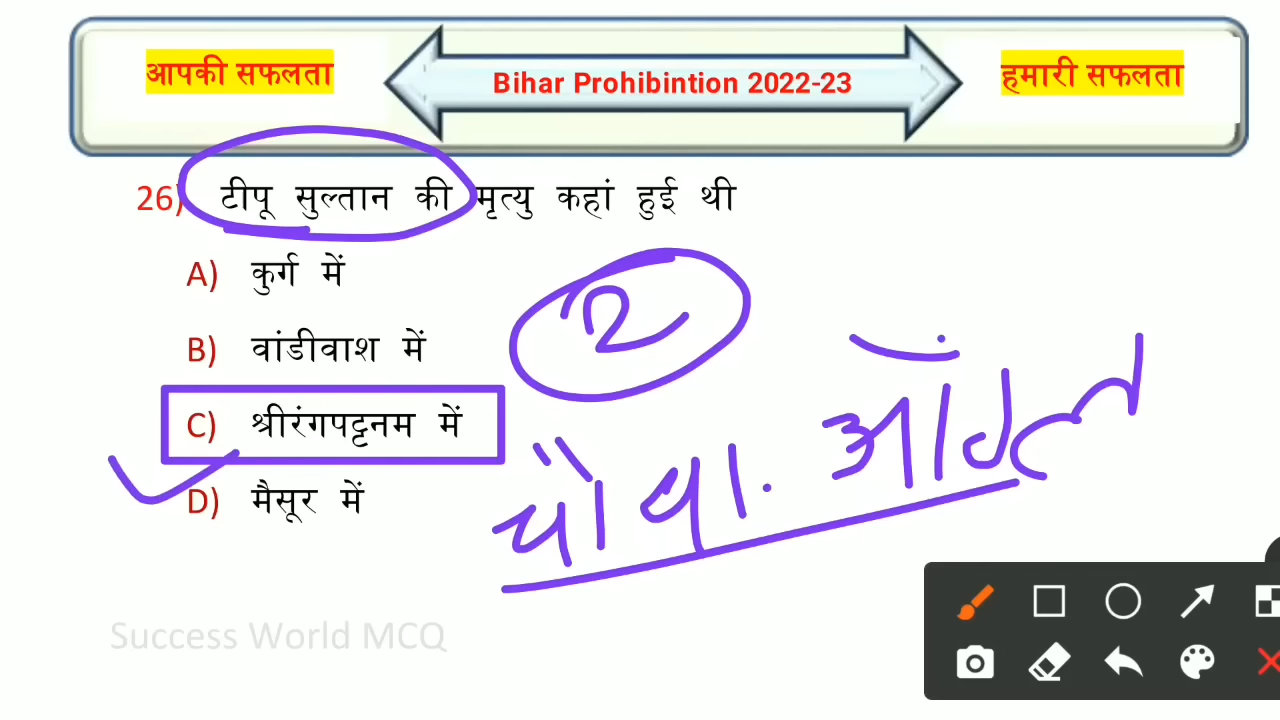 आपकी सफलता
Bihar Prohibintion 2022-23
हमारी सफलता
26) टीपू सुल्तान की मृत्यु कहां हुई थी
A) कुर्ग में
B) वांडीवाश में
C) श्रीरंगपट्टनम में
D) मैसूर में
2
Success World MCQ